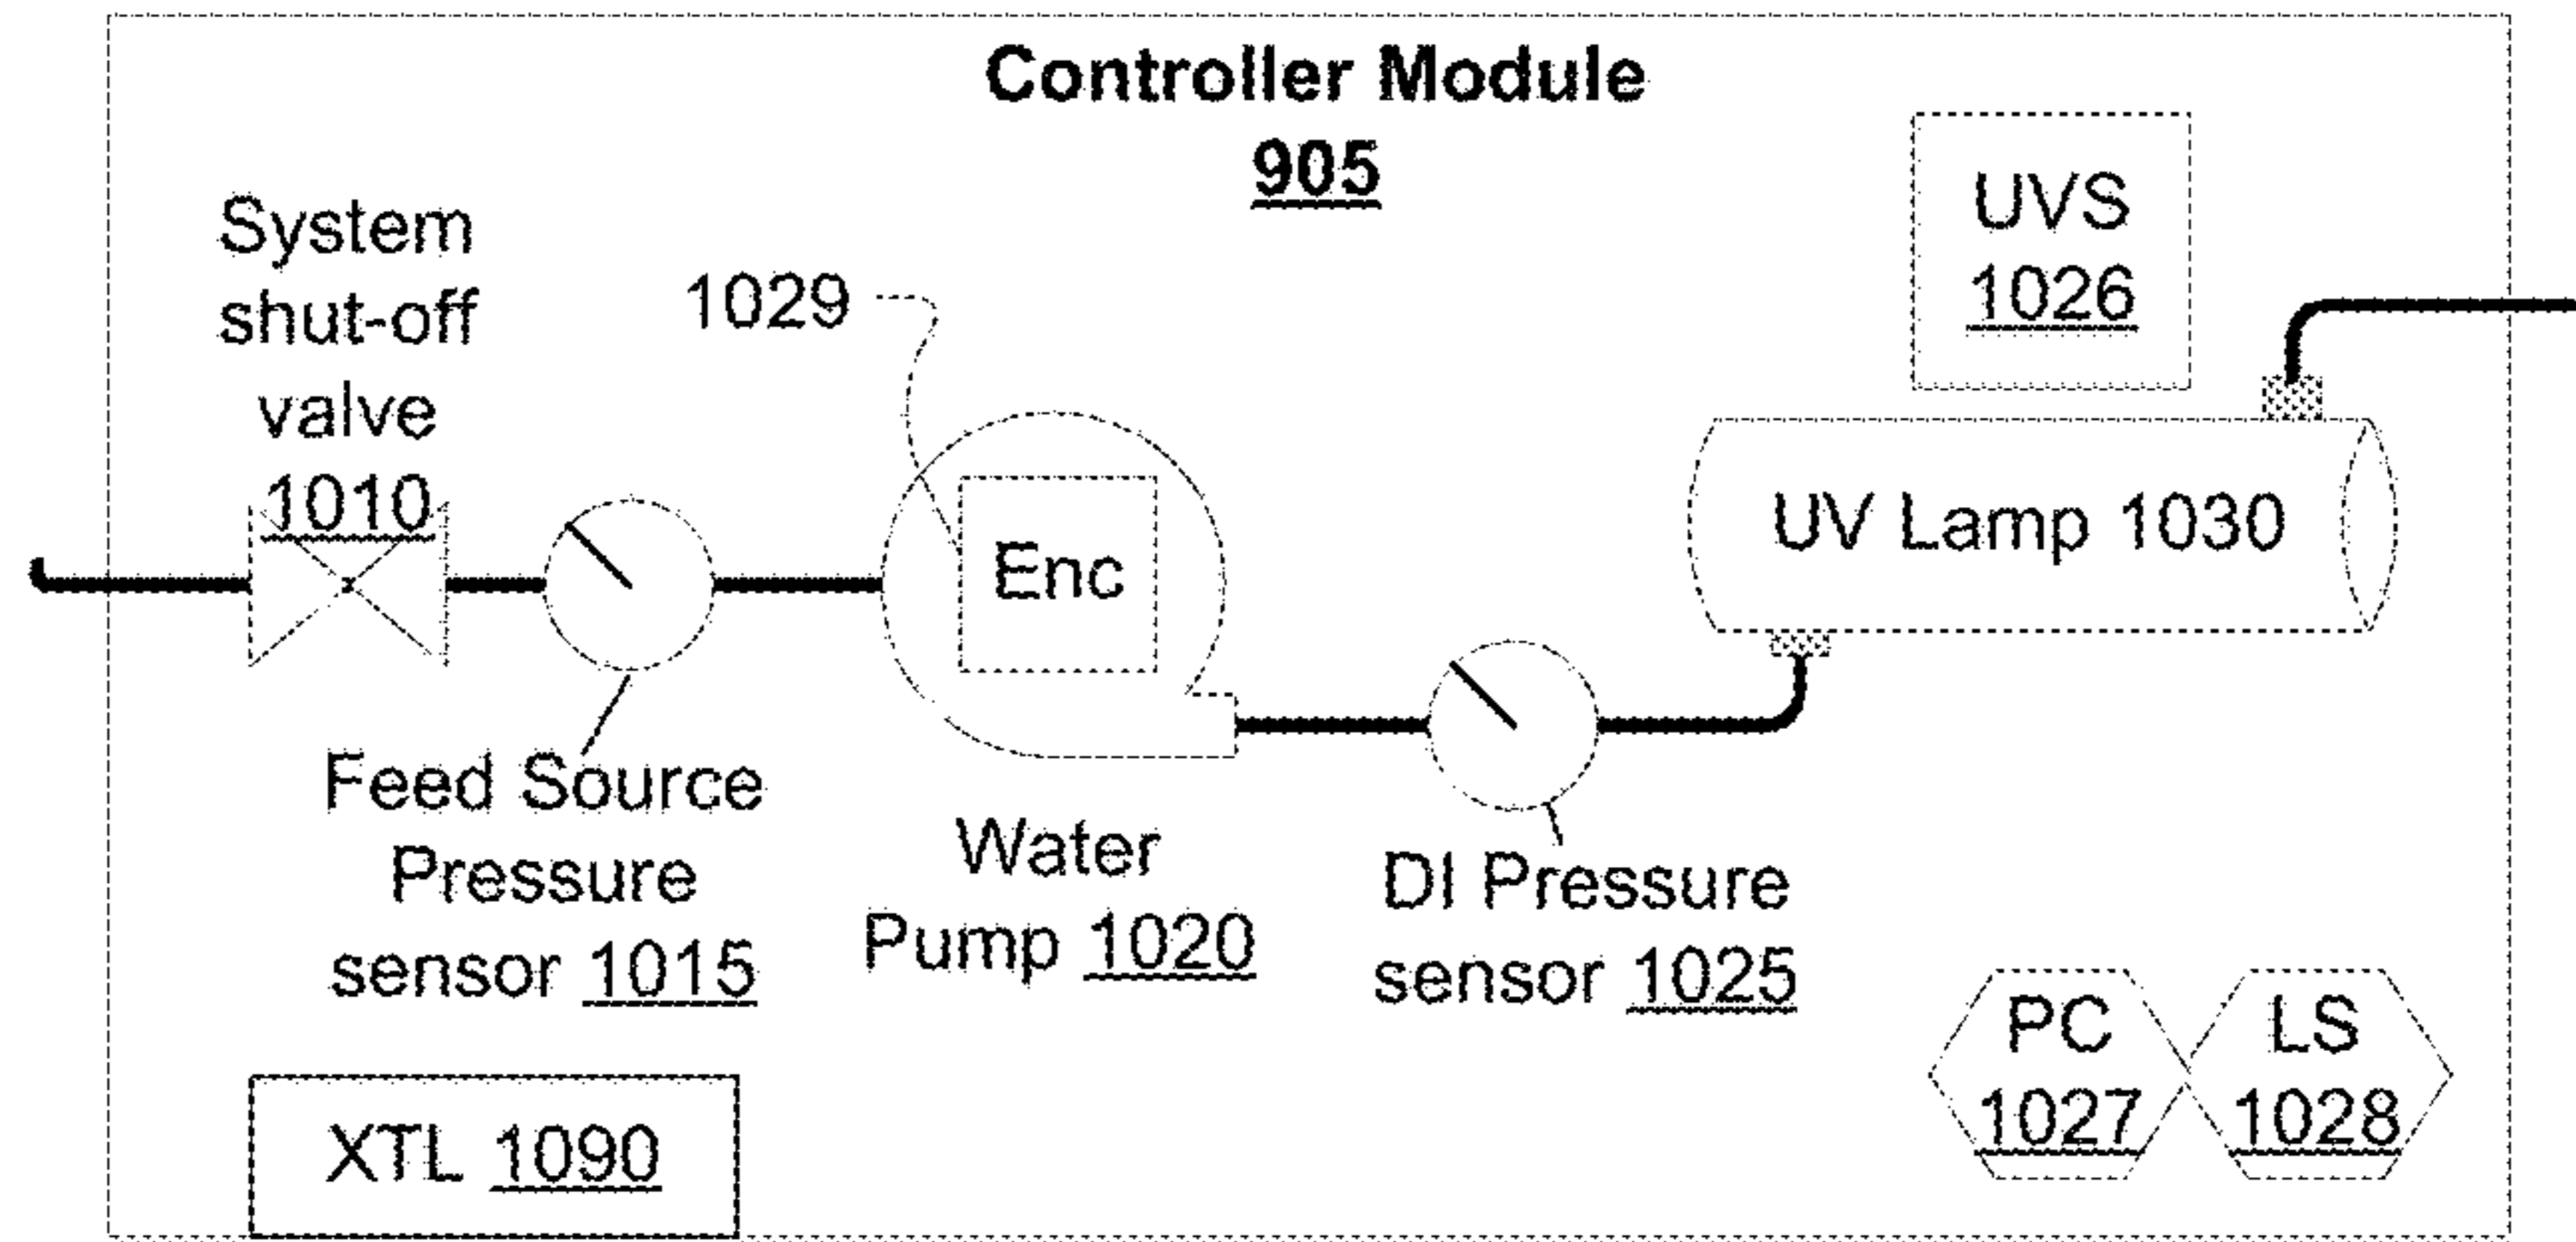 Controller Module
905
System
shut-off
valve
1010
1029
UVS
1026
Enc
UV Lamp 1030
Feed Source
Pressure
sensor 1015
Water
Pump 1020
DI Pressure
sensor 1025
PC
1027
LS
1028
XTL 1090